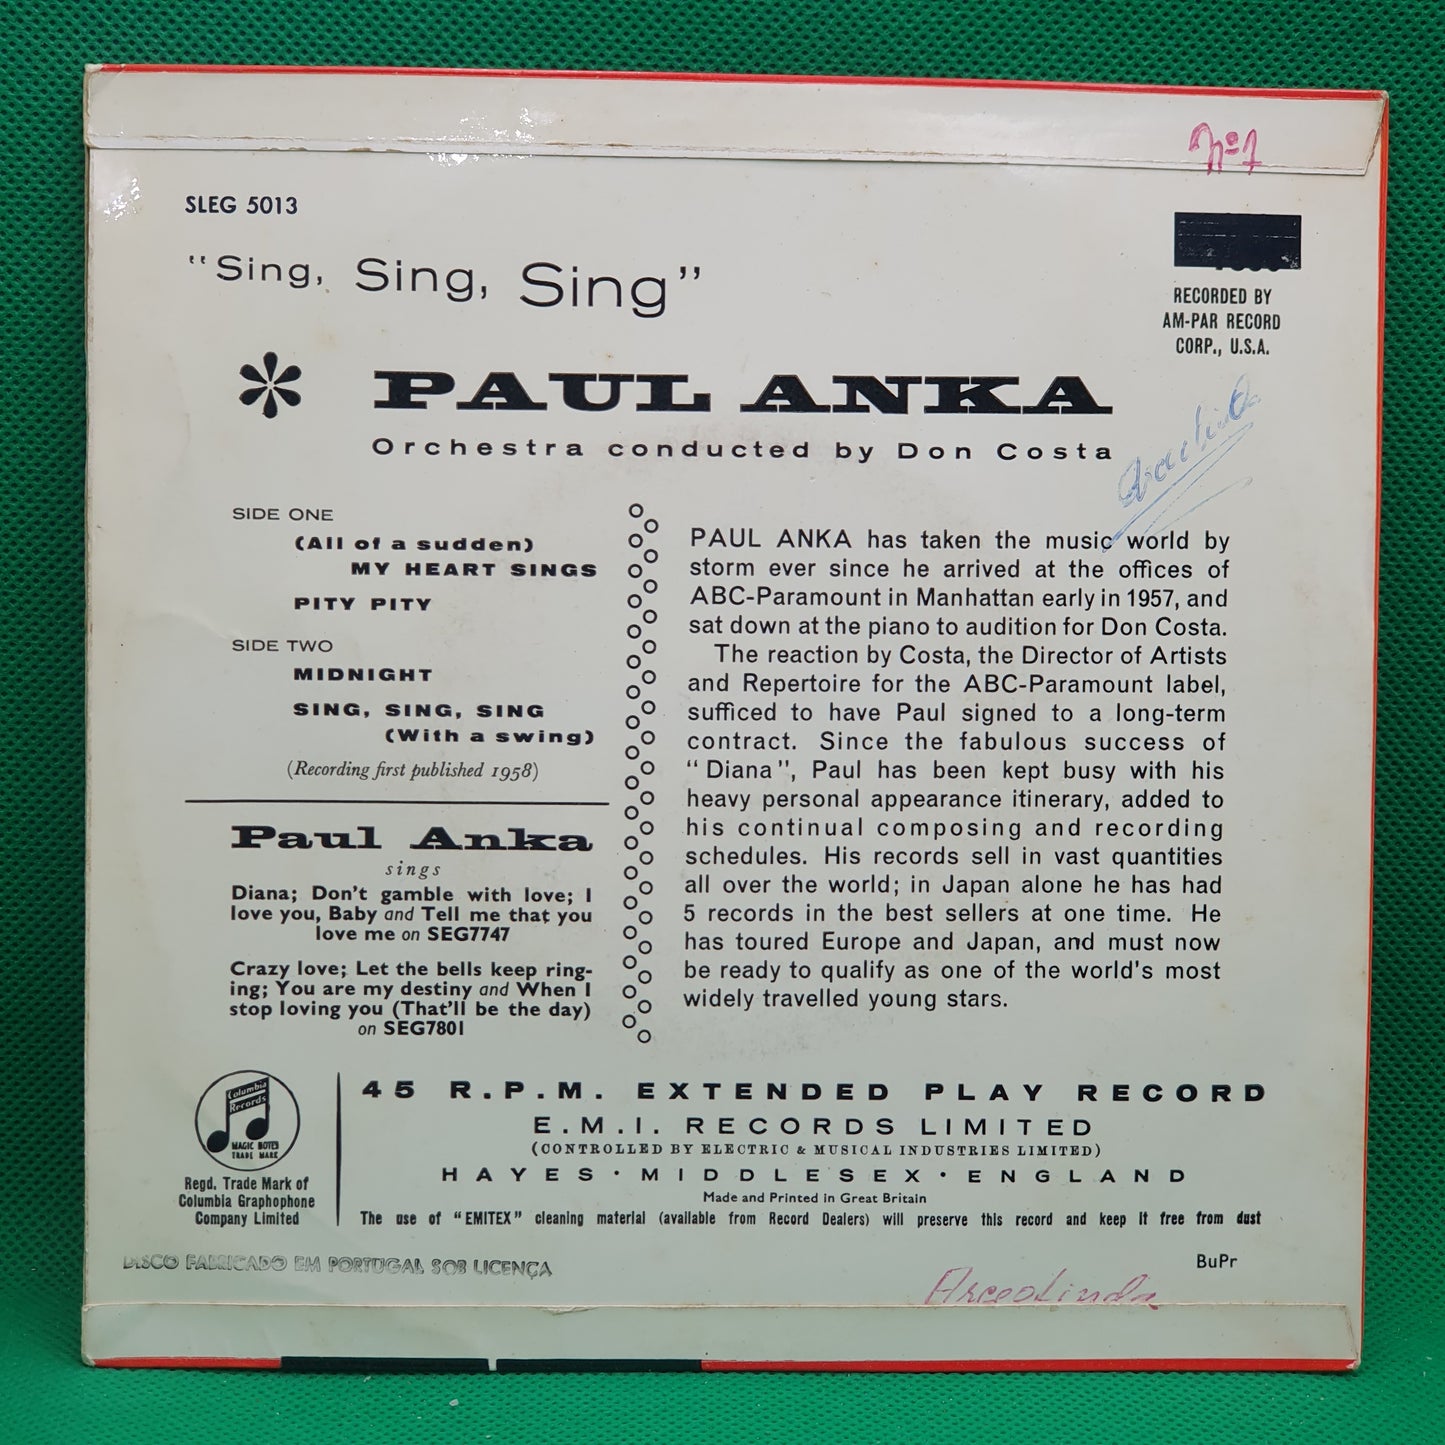 Nº1
SLEG 5013
"Sing, Sing, Sing"
RECORDED BY
AM-PAR RECORD
CORP., U.S.A.
PAUL ANKA
Orchestra conducted by Don Costa
SIDE ONE
(All of a sudden)
MY HEART SINGS
PITY PITY
SIDE TWO
MIDNIGHT
SING, SING, SING
(With a swing)
(Recording first published 1958)
Paul Anka
sings
Diana; Don't gamble with love; I
love you, Baby and Tell me that you
love me on SEG7747
Crazy love; Let the bells keep ring-
ing; You are my destiny and When I
stop loving you (That'll be the day)
on SEG7801
PAUL ANKA has taken the music world by
storm ever since he arrived at the offices of
ABC-Paramount in Manhattan early in 1957, and
sat down at the piano to audition for Don Costa.
The reaction by Costa, the Director of Artists
and Repertoire for the ABC-Paramount label,
sufficed to have Paul signed to a long-term
contract. Since the fabulous success of
"Diana", Paul has been kept busy with his
heavy personal appearance itinerary, added to
his continual composing and recording
schedules. His records sell in vast quantities
all over the world; in Japan alone he has had
5 records in the best sellers at one time. He
has toured Europe and Japan, and must now
be ready to qualify as one of the world's most
widely travelled young stars.
Columbia
Records
MAGIC NOTES
TRADE MARK
Regd. Trade Mark of
Columbia Graphophone
Company Limited
45 R.P.M. EXTENDED PLAY RECORD
E.M.I. RECORDS LIMITED
(CONTROLLED BY ELECTRIC & MUSICAL INDUSTRIES LIMITED)
HAYES · MIDDLESEX · ENGLAND
Made and Printed in Great Britain
The use of "EMITEX" cleaning material (available from Record Dealers) will preserve this record and keep it free from dust
DISCO FABRICADO EM PORTUGAL SOB LICENÇA
BuPr